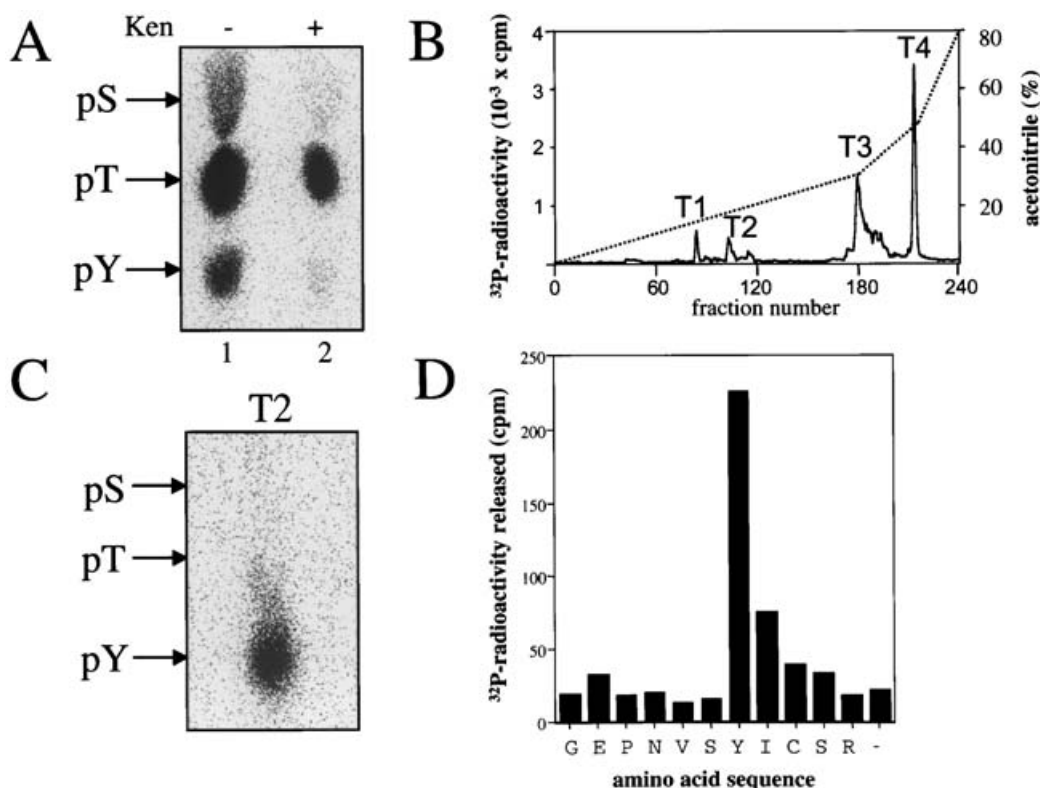 A
Ken - +
pS
pT
pY
1 2
B
³²P-radioactivity (10⁻³ x cpm)
4
3
2
1
0
T1
T2
T3
T4
80
60
40
20
acetonitrile (%)
0 60 120 180 240
fraction number
C
T2
pS
pT
pY
D
³²P-radioactivity released (cpm)
250
200
150
100
50
0
G E P N V S Y I C S R -
amino acid sequence